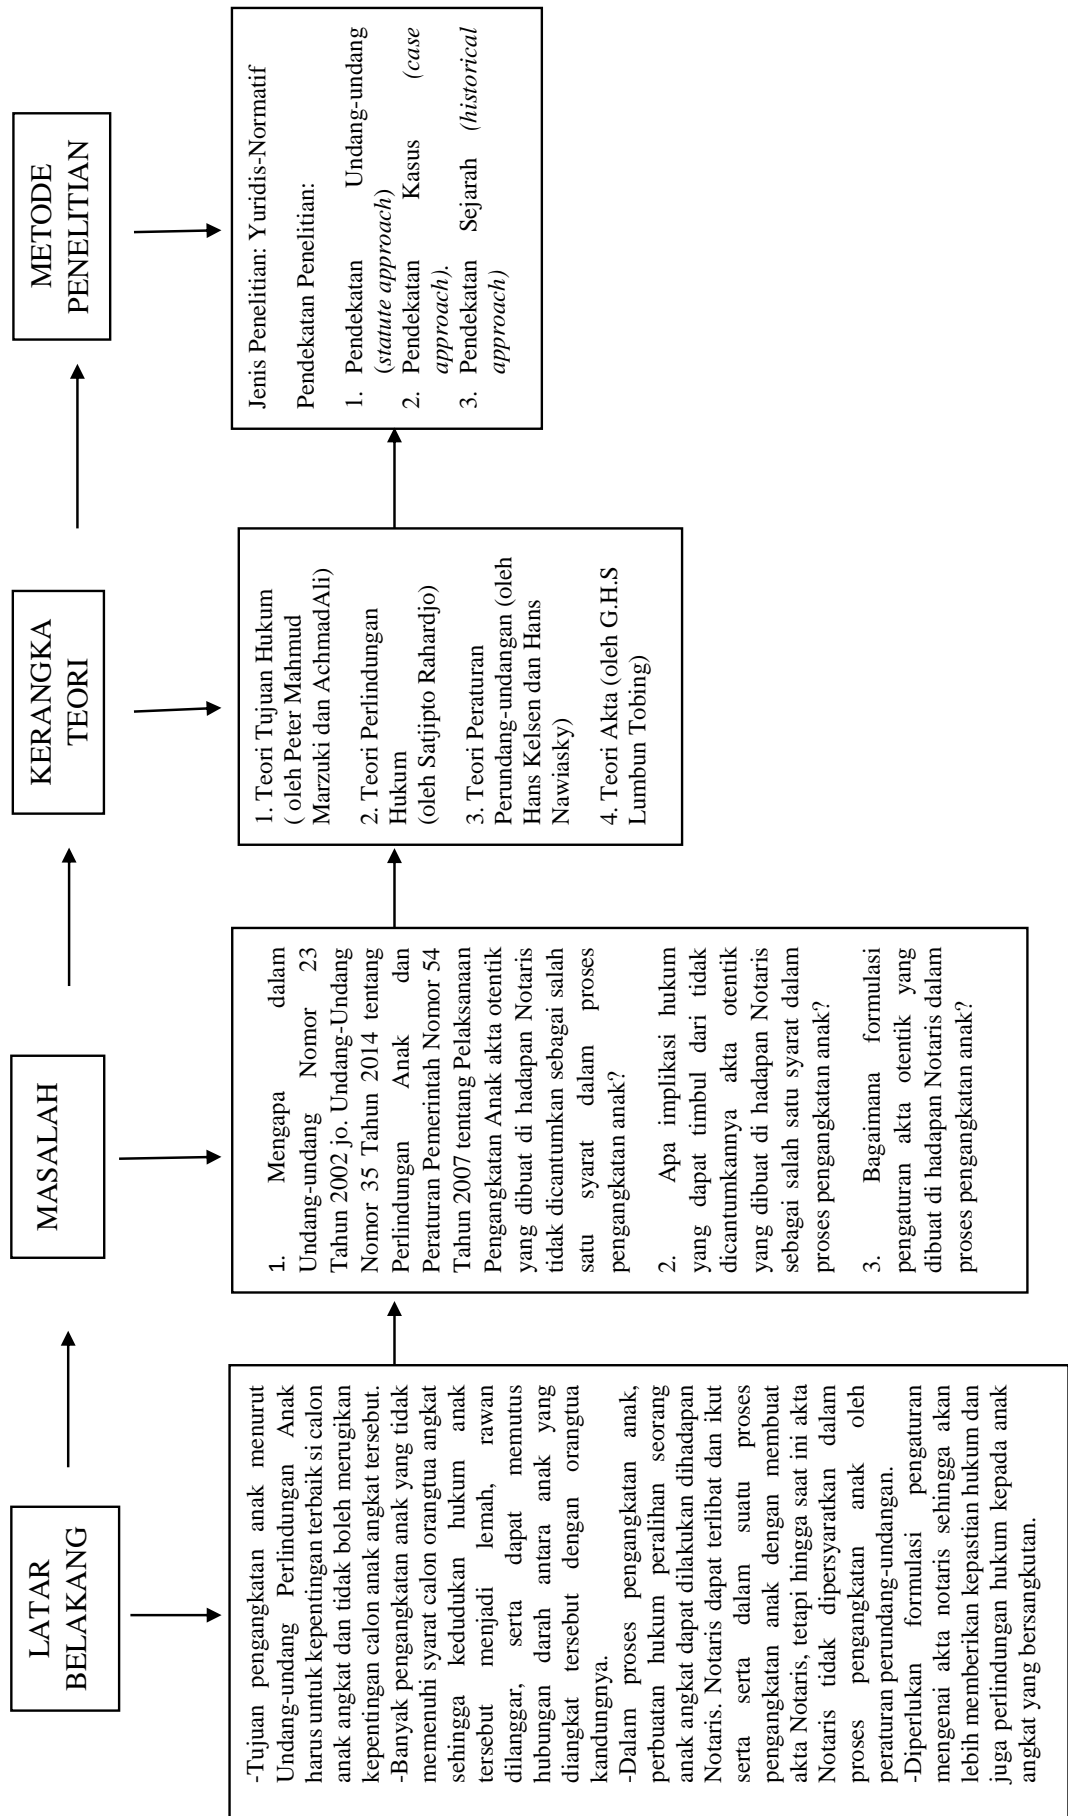 LATAR
BELAKANG
-Tujuan pengangkatan anak menurut
Undang-undang Perlindungan Anak
harus untuk kepentingan terbaik si calon
anak angkat dan tidak boleh merugikan
kepentingan calon anak angkat tersebut.
-Banyak pengangkatan anak yang tidak
memenuhi syarat calon orangtua angkat
sehingga kedudukan hukum anak
tersebut menjadi lemah, rawan
dilanggar, serta dapat memutus
hubungan darah antara anak yang
diangkat tersebut dengan orangtua
kandungnya.
-Dalam proses pengangkatan anak,
perbuatan hukum peralihan seorang
anak angkat dapat dilakukan dihadapan
Notaris. Notaris dapat terlibat dan ikut
serta serta dalam suatu proses
pengangkatan anak dengan membuat
akta Notaris, tetapi hingga saat ini akta
Notaris tidak dipersyaratkan dalam
proses pengangkatan anak oleh
peraturan perundang-undangan.
-Diperlukan formulasi pengaturan
mengenai akta notaris sehingga akan
lebih memberikan kepastian hukum dan
juga perlindungan hukum kepada anak
angkat yang bersangkutan.
MASALAH
1. Mengapa dalam
Undang-undang Nomor 23
Tahun 2002 jo. Undang-Undang
Nomor 35 Tahun 2014 tentang
Perlindungan Anak dan
Peraturan Pemerintah Nomor 54
Tahun 2007 tentang Pelaksanaan
Pengangkatan Anak akta otentik
yang dibuat di hadapan Notaris
tidak dicantumkan sebagai salah
satu syarat dalam proses
pengangkatan anak?
2. Apa implikasi hukum
yang dapat timbul dari tidak
dicantumkannya akta otentik
yang dibuat di hadapan Notaris
sebagai salah satu syarat dalam
proses pengangkatan anak?
3. Bagaimana formulasi
pengaturan akta otentik yang
dibuat di hadapan Notaris dalam
proses pengangkatan anak?
KERANGKA
TEORI
1. Teori Tujuan Hukum
( oleh Peter Mahmud
Marzuki dan AchmadAli)
2. Teori Perlindungan
Hukum
(oleh Satjipto Rahardjo)
3. Teori Peraturan
Perundang-undangan (oleh
Hans Kelsen dan Hans
Nawiasky)
4. Teori Akta (oleh G.H.S
Lumbun Tobing)
METODE
PENELITIAN
Jenis Penelitian: Yuridis-Normatif
Pendekatan Penelitian:
1. Pendekatan Undang-undang
(statute approach)
2. Pendekatan Kasus (case
approach).
3. Pendekatan Sejarah (historical
approach)